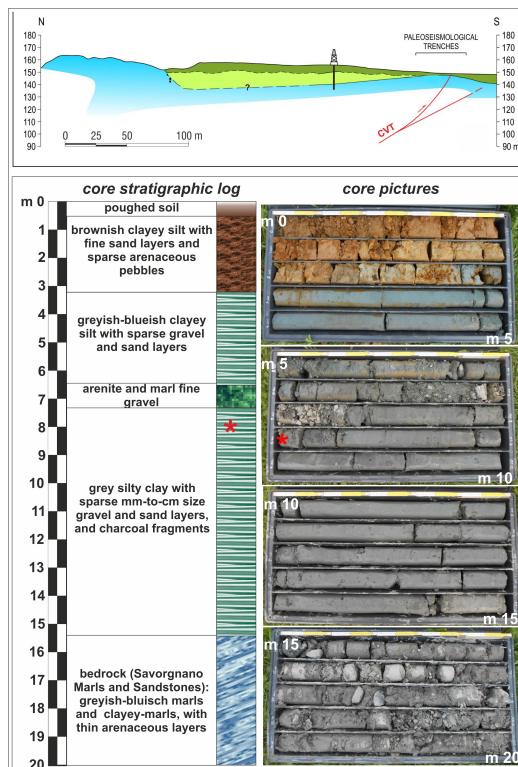 N
S
PALEOSEISMOLOGICAL
TRENCHES
180
170
160
150
140
130
120
110
100
90 m
180
170
160
150
140
130
120
110
100
90 m
?
CVT
0 25 50 100 m
core stratigraphic log
core pictures
m 0
1
2
3
4
5
6
7
8
9
10
11
12
13
14
15
16
17
18
19
20
poughed soil
brownish clayey silt with
fine sand layers and
sparse arenaceous
pebbles
greyish-blueish clayey
silt with sparse gravel
and sand layers
arenite and marl fine
gravel
*
grey silty clay with
sparse mm-to-cm size
gravel and sand layers,
and charcoal fragments
bedrock (Savorgnano
Marls and Sandstones):
greyish-bluisch marls
and clayey-marls, with
thin arenaceous layers
m 0
m 5
m 5
*
m 10
m 10
m 15
m 15
m 20